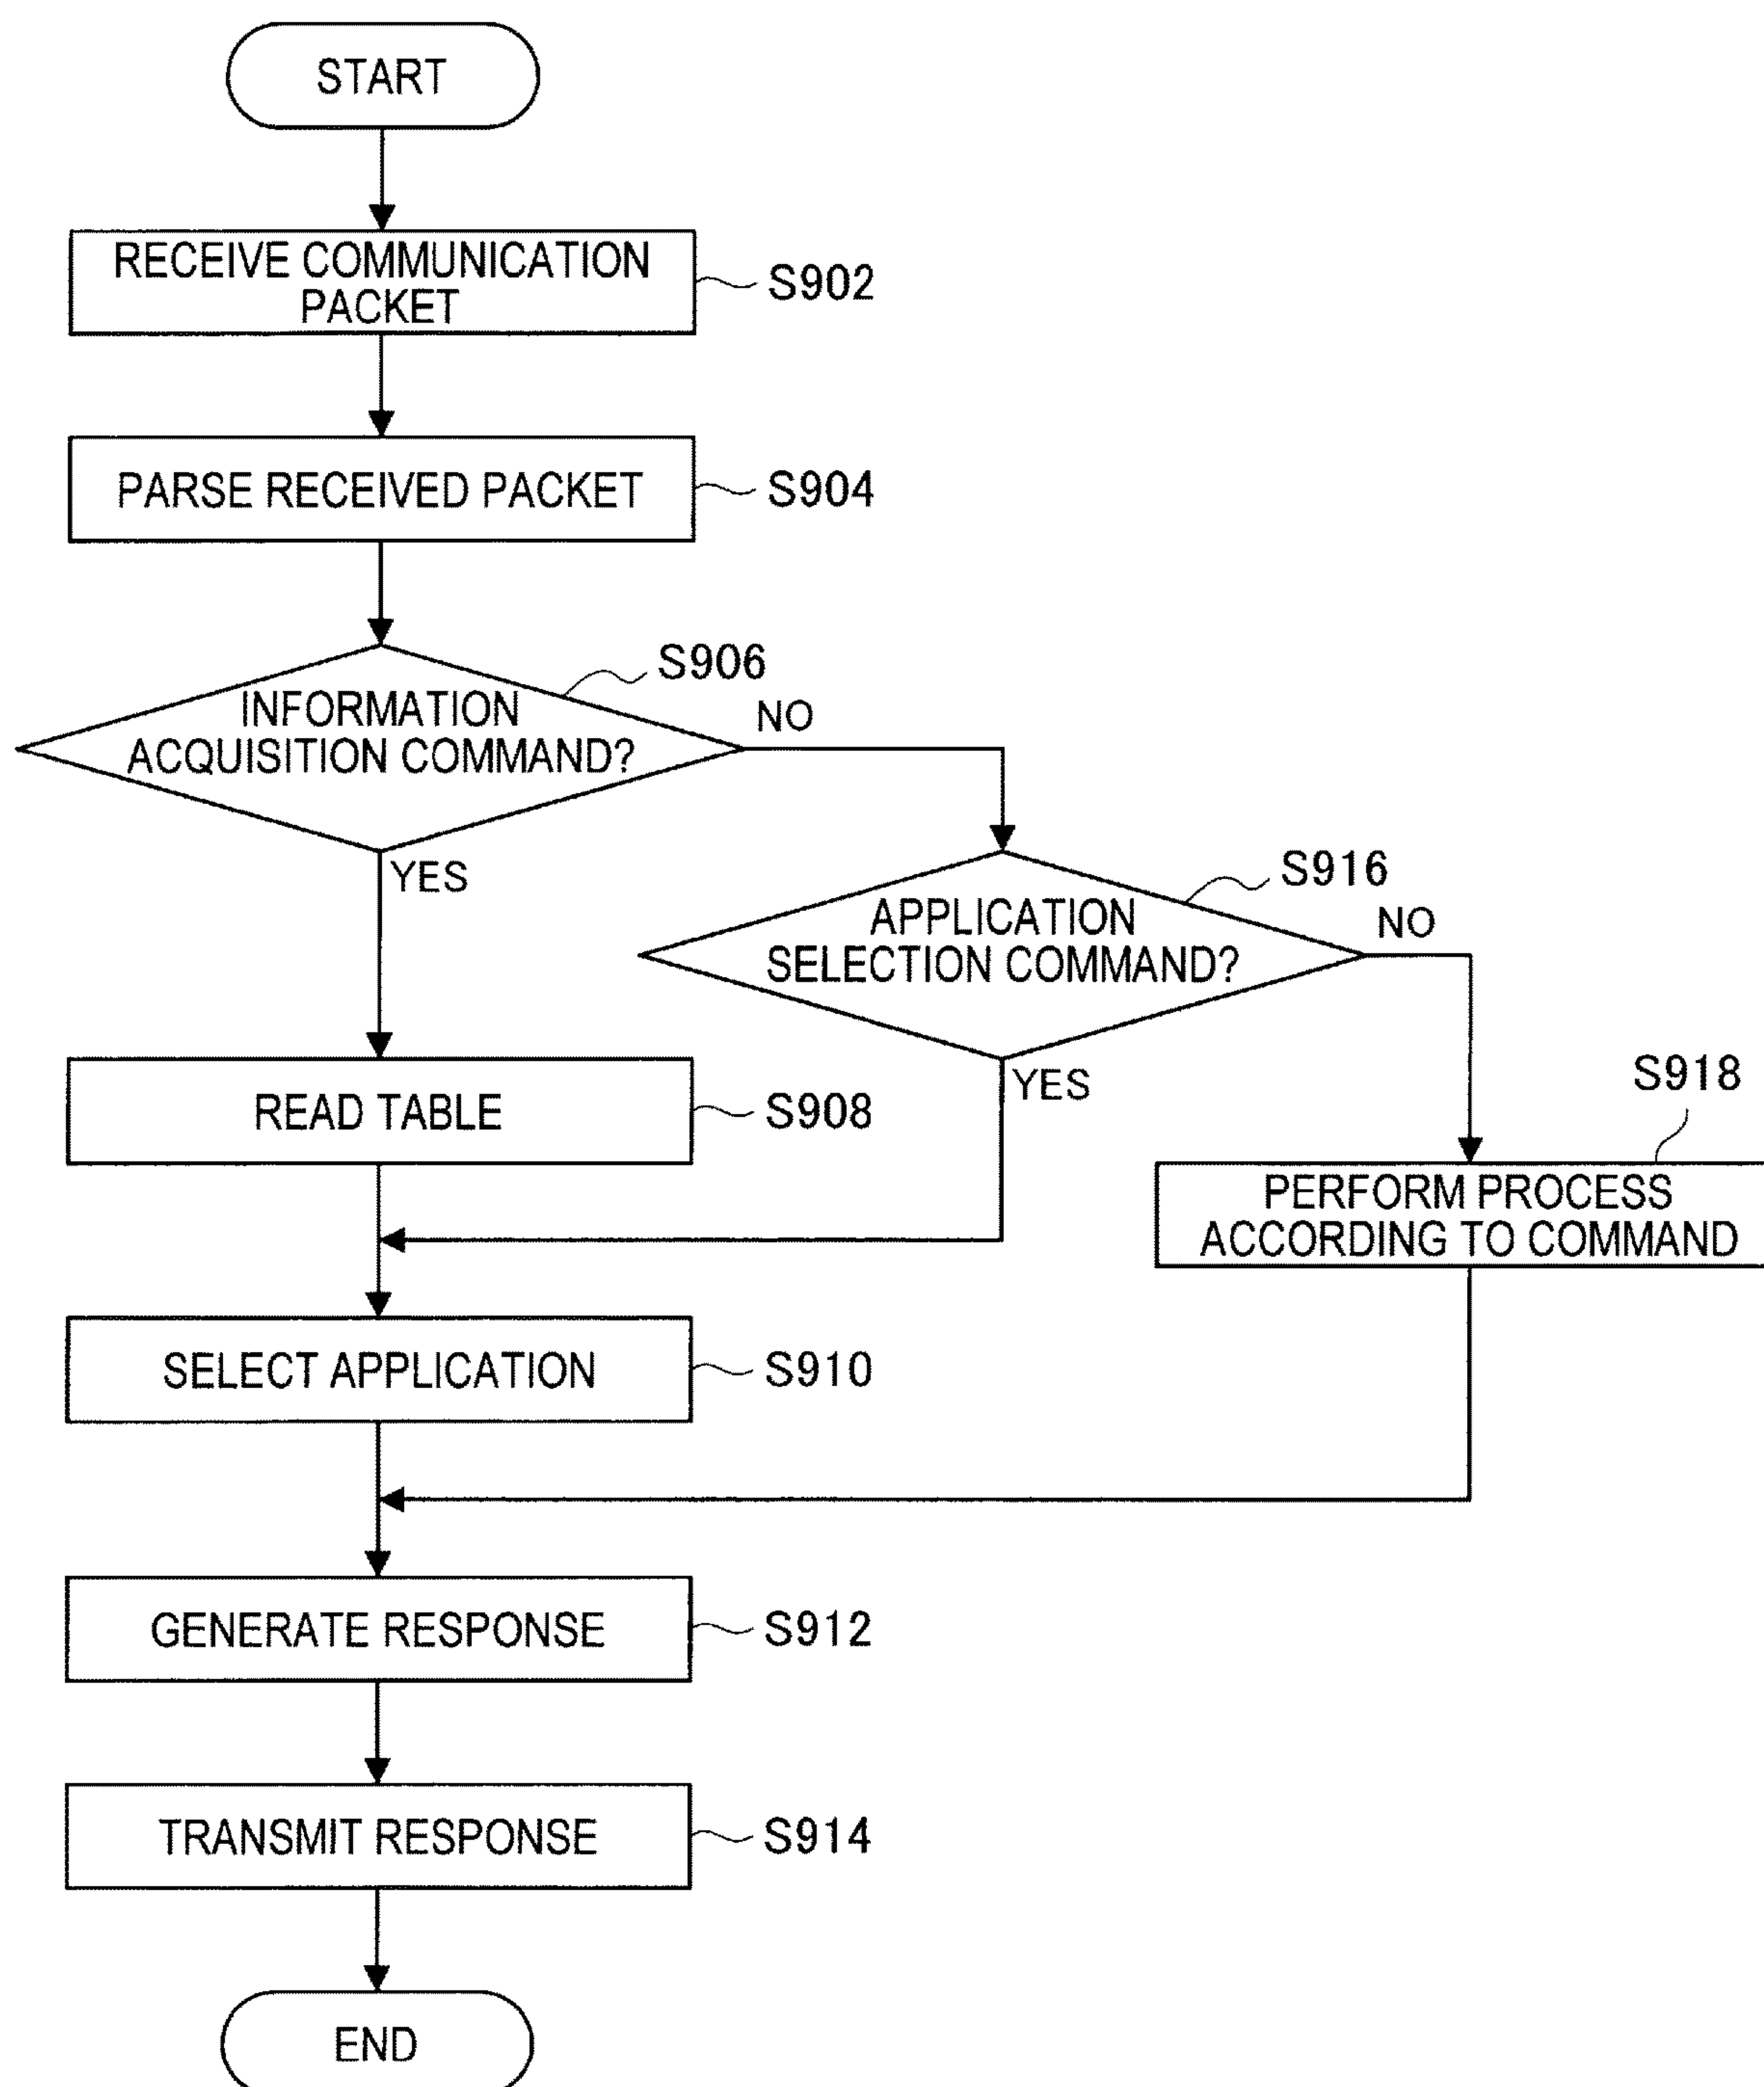 START
RECEIVE COMMUNICATION
PACKET
S902
PARSE RECEIVED PACKET
S904
S906
INFORMATION
ACQUISITION COMMAND?
NO
YES
S916
APPLICATION
SELECTION COMMAND?
NO
YES
READ TABLE
S908
S918
PERFORM PROCESS
ACCORDING TO COMMAND
SELECT APPLICATION
S910
GENERATE RESPONSE
S912
TRANSMIT RESPONSE
S914
END